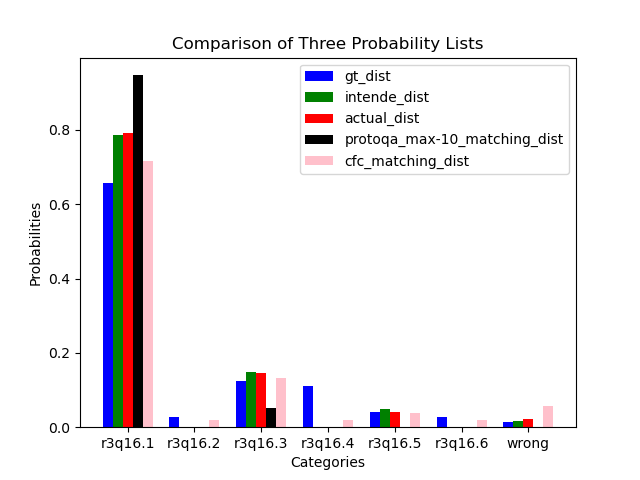 Comparison of Three Probability Lists
gt_dist
intende_dist
actual_dist
protoqa_max-10_matching_dist
cfc_matching_dist
Probabilities
0.8
0.6
0.4
0.2
0.0
r3q16.1 r3q16.2 r3q16.3 r3q16.4 r3q16.5 r3q16.6 wrong
Categories